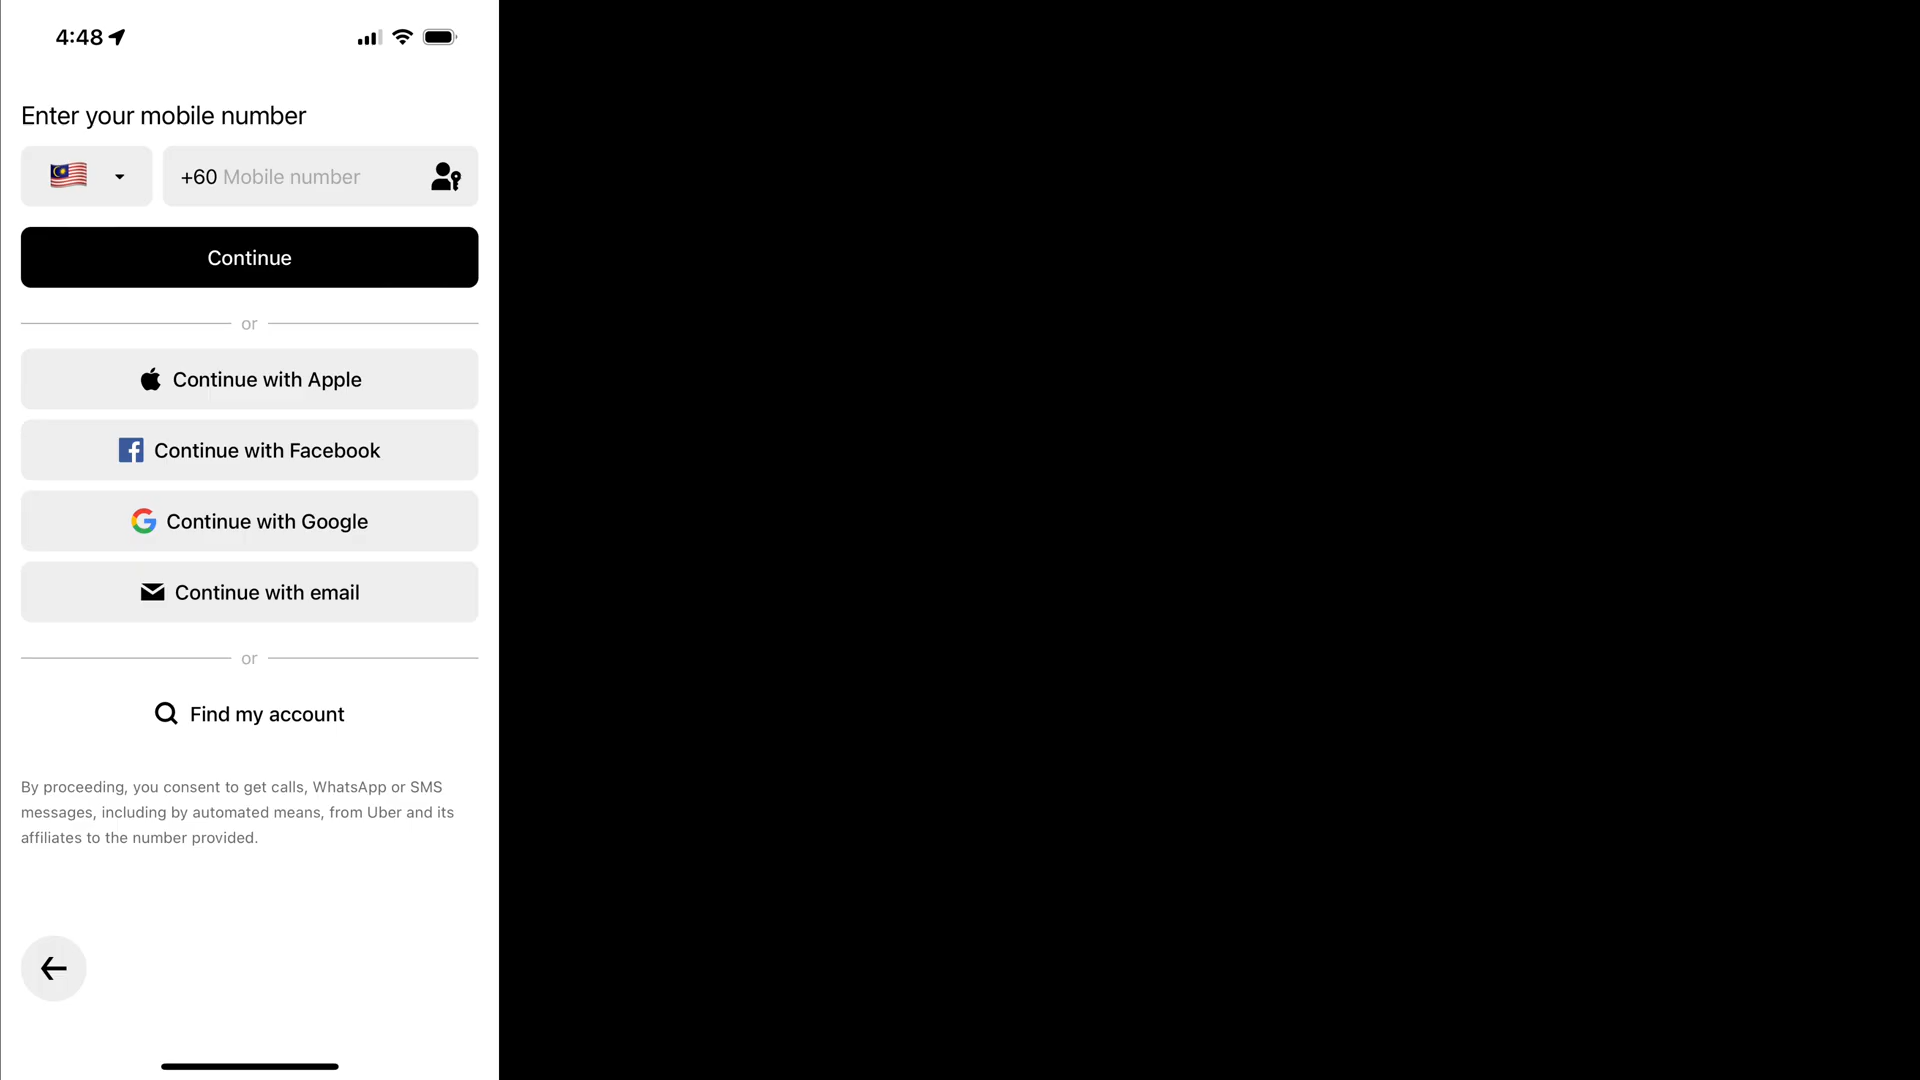 4:48
Enter your mobile number
+60 Mobile number
Continue
or
Continue with Apple
Continue with Facebook
Continue with Google
Continue with email
or
Find my account
By proceeding, you consent to get calls, WhatsApp or SMS
messages, including by automated means, from Uber and its
affiliates to the number provided.